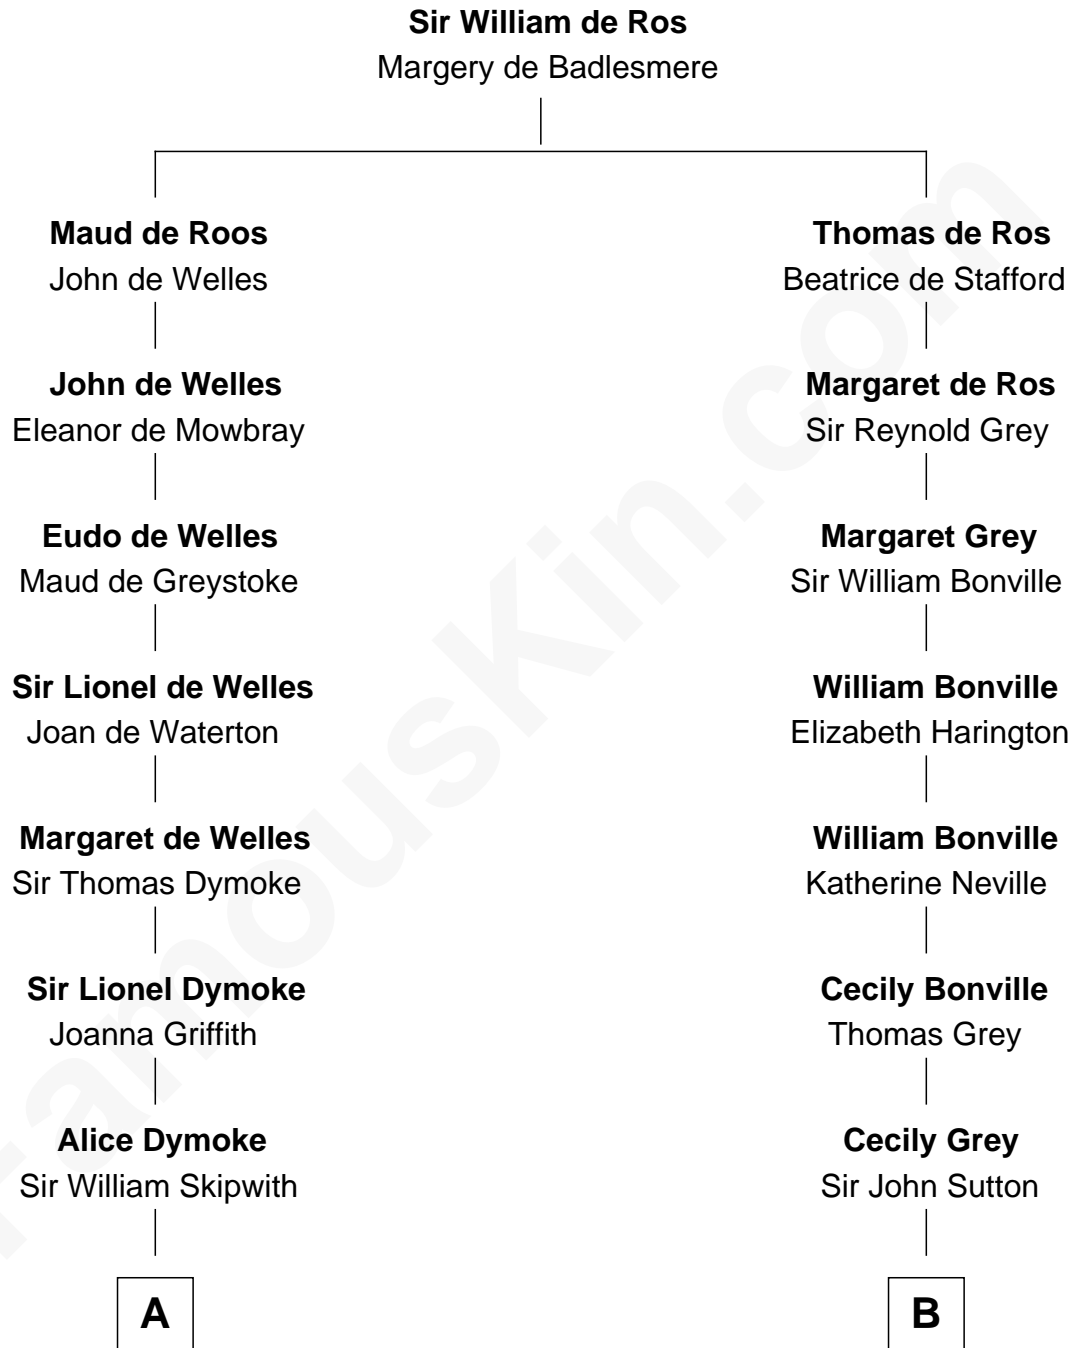 Sir William de Ros
Margery de Badlesmere
Maud de Roos
John de Welles
Thomas de Ros
Beatrice de Stafford
John de Welles
Eleanor de Mowbray
Margaret de Ros
Sir Reynold Grey
Eudo de Welles
Maud de Greystoke
Margaret Grey
Sir William Bonville
Sir Lionel de Welles
Joan de Waterton
William Bonville
Elizabeth Harington
Margaret de Welles
Sir Thomas Dymoke
William Bonville
Katherine Neville
Sir Lionel Dymoke
Joanna Griffith
Cecily Bonville
Thomas Grey
Alice Dymoke
Sir William Skipwith
Cecily Grey
Sir John Sutton
A
B
FamousKin.com